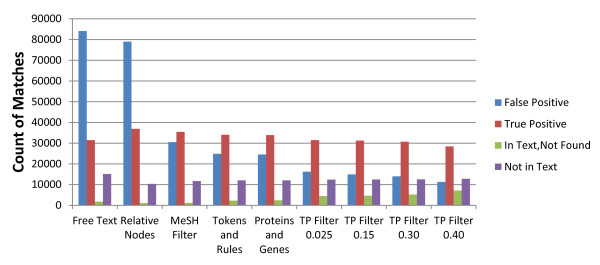 90000
80000
70000
60000
50000
40000
30000
20000
10000
0
Count of Matches
Free Text
Relative
Nodes
MeSH
Filter
Tokens
and
Rules
Proteins
and
Genes
TP Filter
0.025
TP Filter
0.15
TP Filter
0.30
TP Filter
0.40
False Positive
True Positive
In Text,Not Found
Not in Text